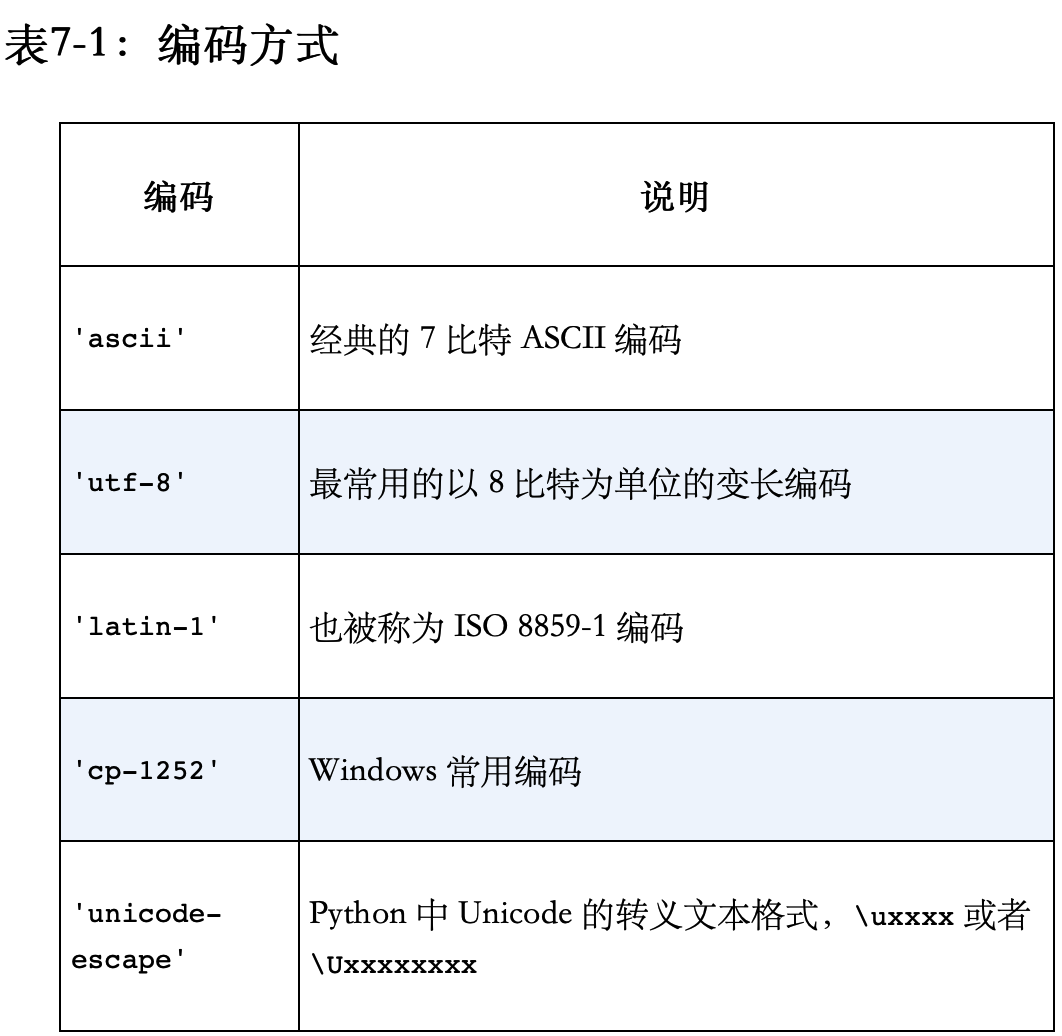 表7-1：编码方式
编码 说明
'ascii' 经典的 7 比特 ASCII 编码
'utf-8' 最常用的以 8 比特为单位的变长编码
'latin-1' 也被称为 ISO 8859-1 编码
'cp-1252' Windows 常用编码
'unicode-
escape'
Python 中 Unicode 的转义文本格式，\uxxxx 或者
\Uxxxxxxxx